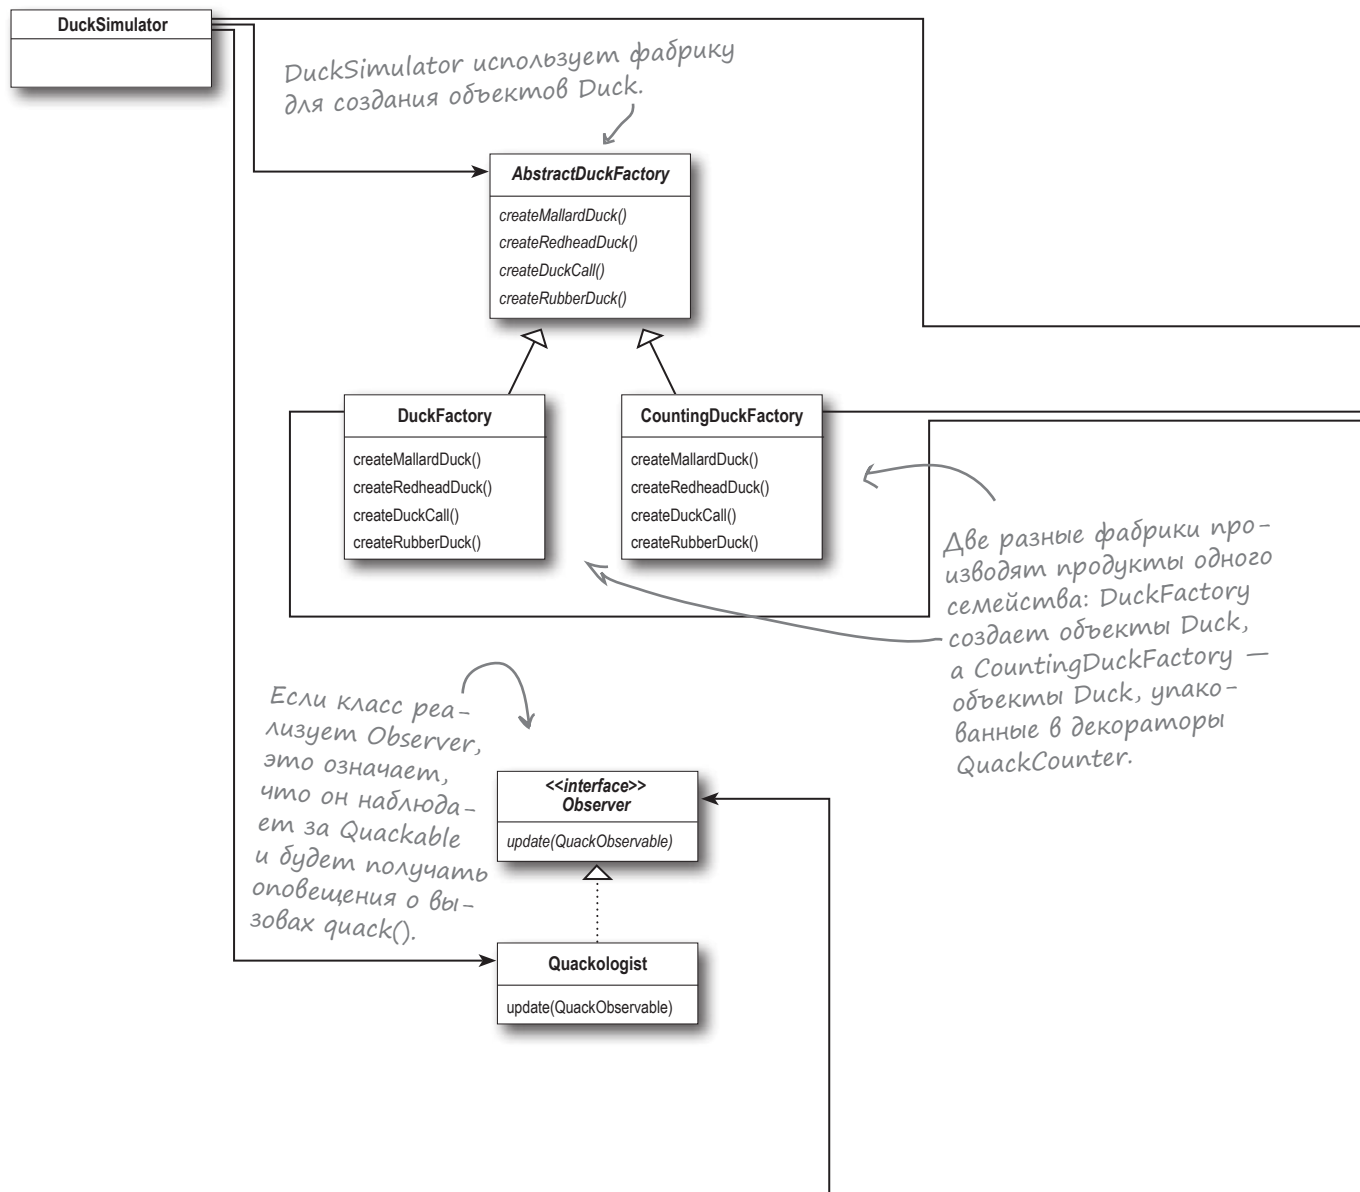 DuckSimulator
DuckSimulator использует фабрику
для создания объектов Duck.
AbstractDuckFactory
createMallardDuck()
createRedheadDuck()
createDuckCall()
createRubberDuck()
DuckFactory
createMallardDuck()
createRedheadDuck()
createDuckCall()
createRubberDuck()
CountingDuckFactory
createMallardDuck()
createRedheadDuck()
createDuckCall()
createRubberDuck()
Две разные фабрики про-
изводят продукты одного
семейства: DuckFactory
создает объекты Duck,
а CountingDuckFactory —
объекты Duck, упако-
ванные в декораторы
QuackCounter.
Если класс реа-
лизует Observer,
это означает,
что он наблюда-
ет за Quackable
и будет получать
оповещения о вы-
зовах quack().
<<interface>>
Observer
update(QuackObservable)
Quackologist
update(QuackObservable)